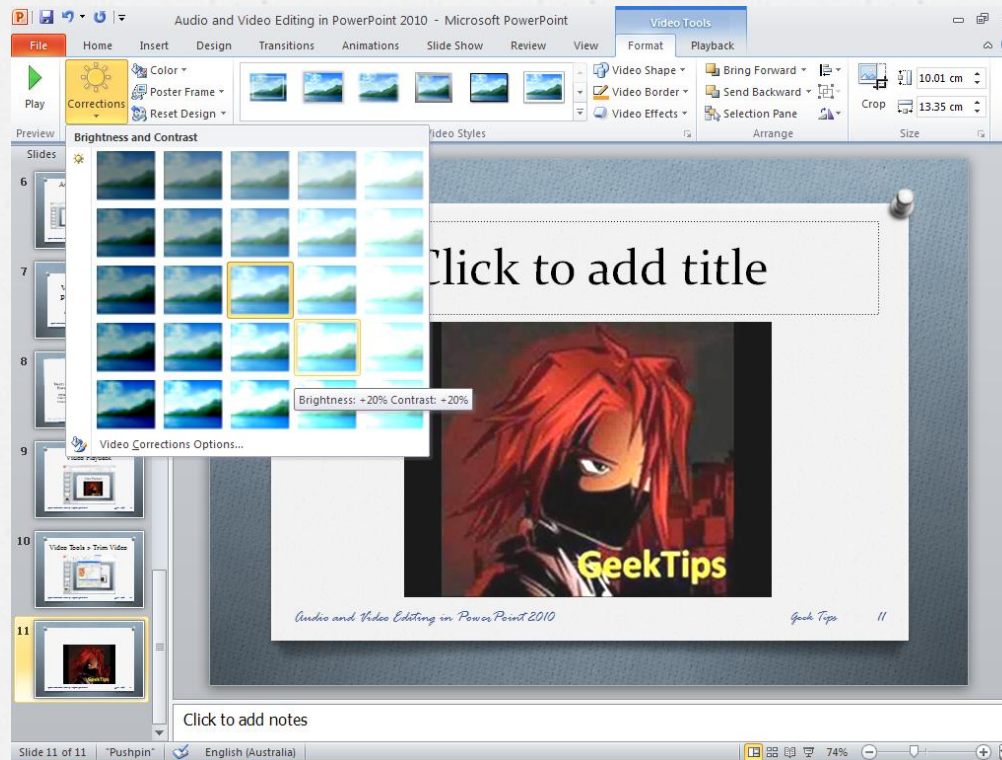 Audio and Video Editing in PowerPoint 2010 - Microsoft PowerPoint
Video Tools
File Home Insert Design Transitions Animations Slide Show Review View Format Playback
Play
Corrections
Color
Poster Frame
Reset Design
Video Shape
Video Border
Video Effects
Bring Forward
Send Backward
Selection Pane
Crop
10.01 cm
13.35 cm
Preview
Video Styles
Arrange
Size
Brightness and Contrast
Brightness: +20% Contrast: +20%
Video Corrections Options...
Slides
6
7
8
9
Video Playback
10
Video Tools > Trim Video
11
GeekTips
Click to add title
GeekTips
Audio and Video Editing in PowerPoint 2010
Geek Tips
11
Click to add notes
Slide 11 of 11
"Pushpin"
English (Australia)
74%